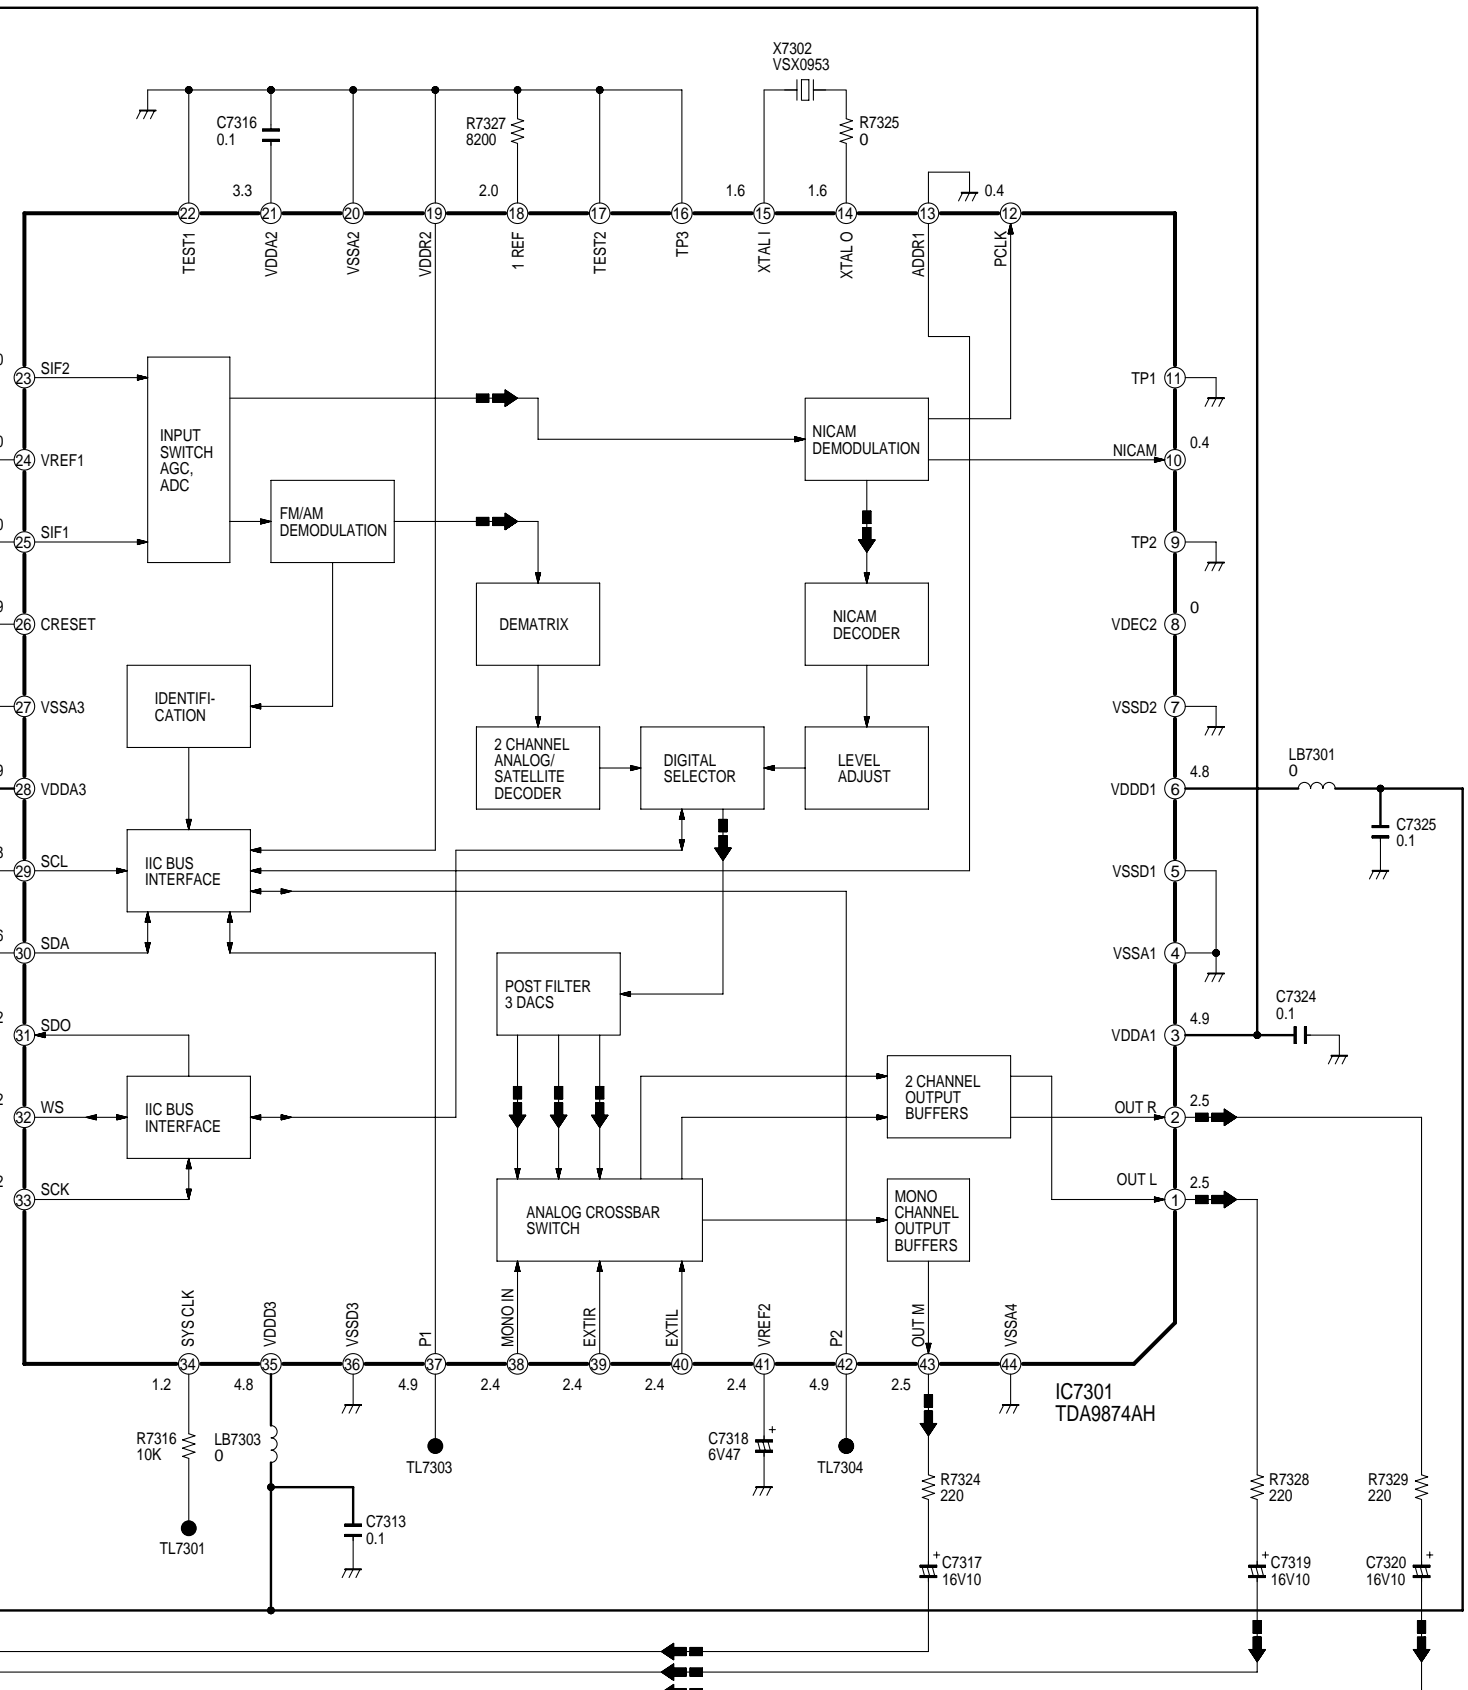 X7302
VSX0953
C7316
0.1
R7327
8200
R7325
0
3.3
2.0
1.6
1.6
0.4
22
21
20
19
18
17
16
15
14
13
12
TEST1
VDDA2
VSSA2
VDDR2
1 REF
TEST2
TP3
XTAL I
XTAL O
ADDR1
PCLK
23 SIF2
24 VREF1
25 SIF1
26 CRESET
27 VSSA3
28 VDDA3
29 SCL
30 SDA
31 SDO
32 WS
33 SCK
INPUT
SWITCH
AGC,
ADC
FM/AM
DEMODULATION
NICAM
DEMODULATION
DEMATRIX
NICAM
DECODER
IDENTIFI-
CATION
2 CHANNEL
ANALOG/
SATELLITE
DECODER
DIGITAL
SELECTOR
LEVEL
ADJUST
IIC BUS
INTERFACE
POST FILTER
3 DACS
IIC BUS
INTERFACE
2 CHANNEL
OUTPUT
BUFFERS
ANALOG CROSSBAR
SWITCH
MONO
CHANNEL
OUTPUT
BUFFERS
TP1 11
NICAM 10 0.4
TP2 9
VDEC2 8 0
VSSD2 7
VDDD1 6 4.8
VSSD1 5
VSSA1 4
VDDA1 3 4.9
OUT R 2 2.5
OUT L 1 2.5
LB7301
0
C7325
0.1
C7324
0.1
SYS CLK
VDDD3
VSSD3
P1
MONO IN
EXTIR
EXTIL
VREF2
P2
OUT M
VSSA4
34
35
36
37
38
39
40
41
42
43
44
1.2
4.8
4.9
2.4
2.4
2.4
2.4
4.9
2.5
IC7301
TDA9874AH
R7316
10K
LB7303
0
TL7303
C7318
6V47
+
TL7304
R7324
220
R7328
220
R7329
220
TL7301
C7313
0.1
+
C7317
16V10
+
C7319
16V10
C7320
16V10
+